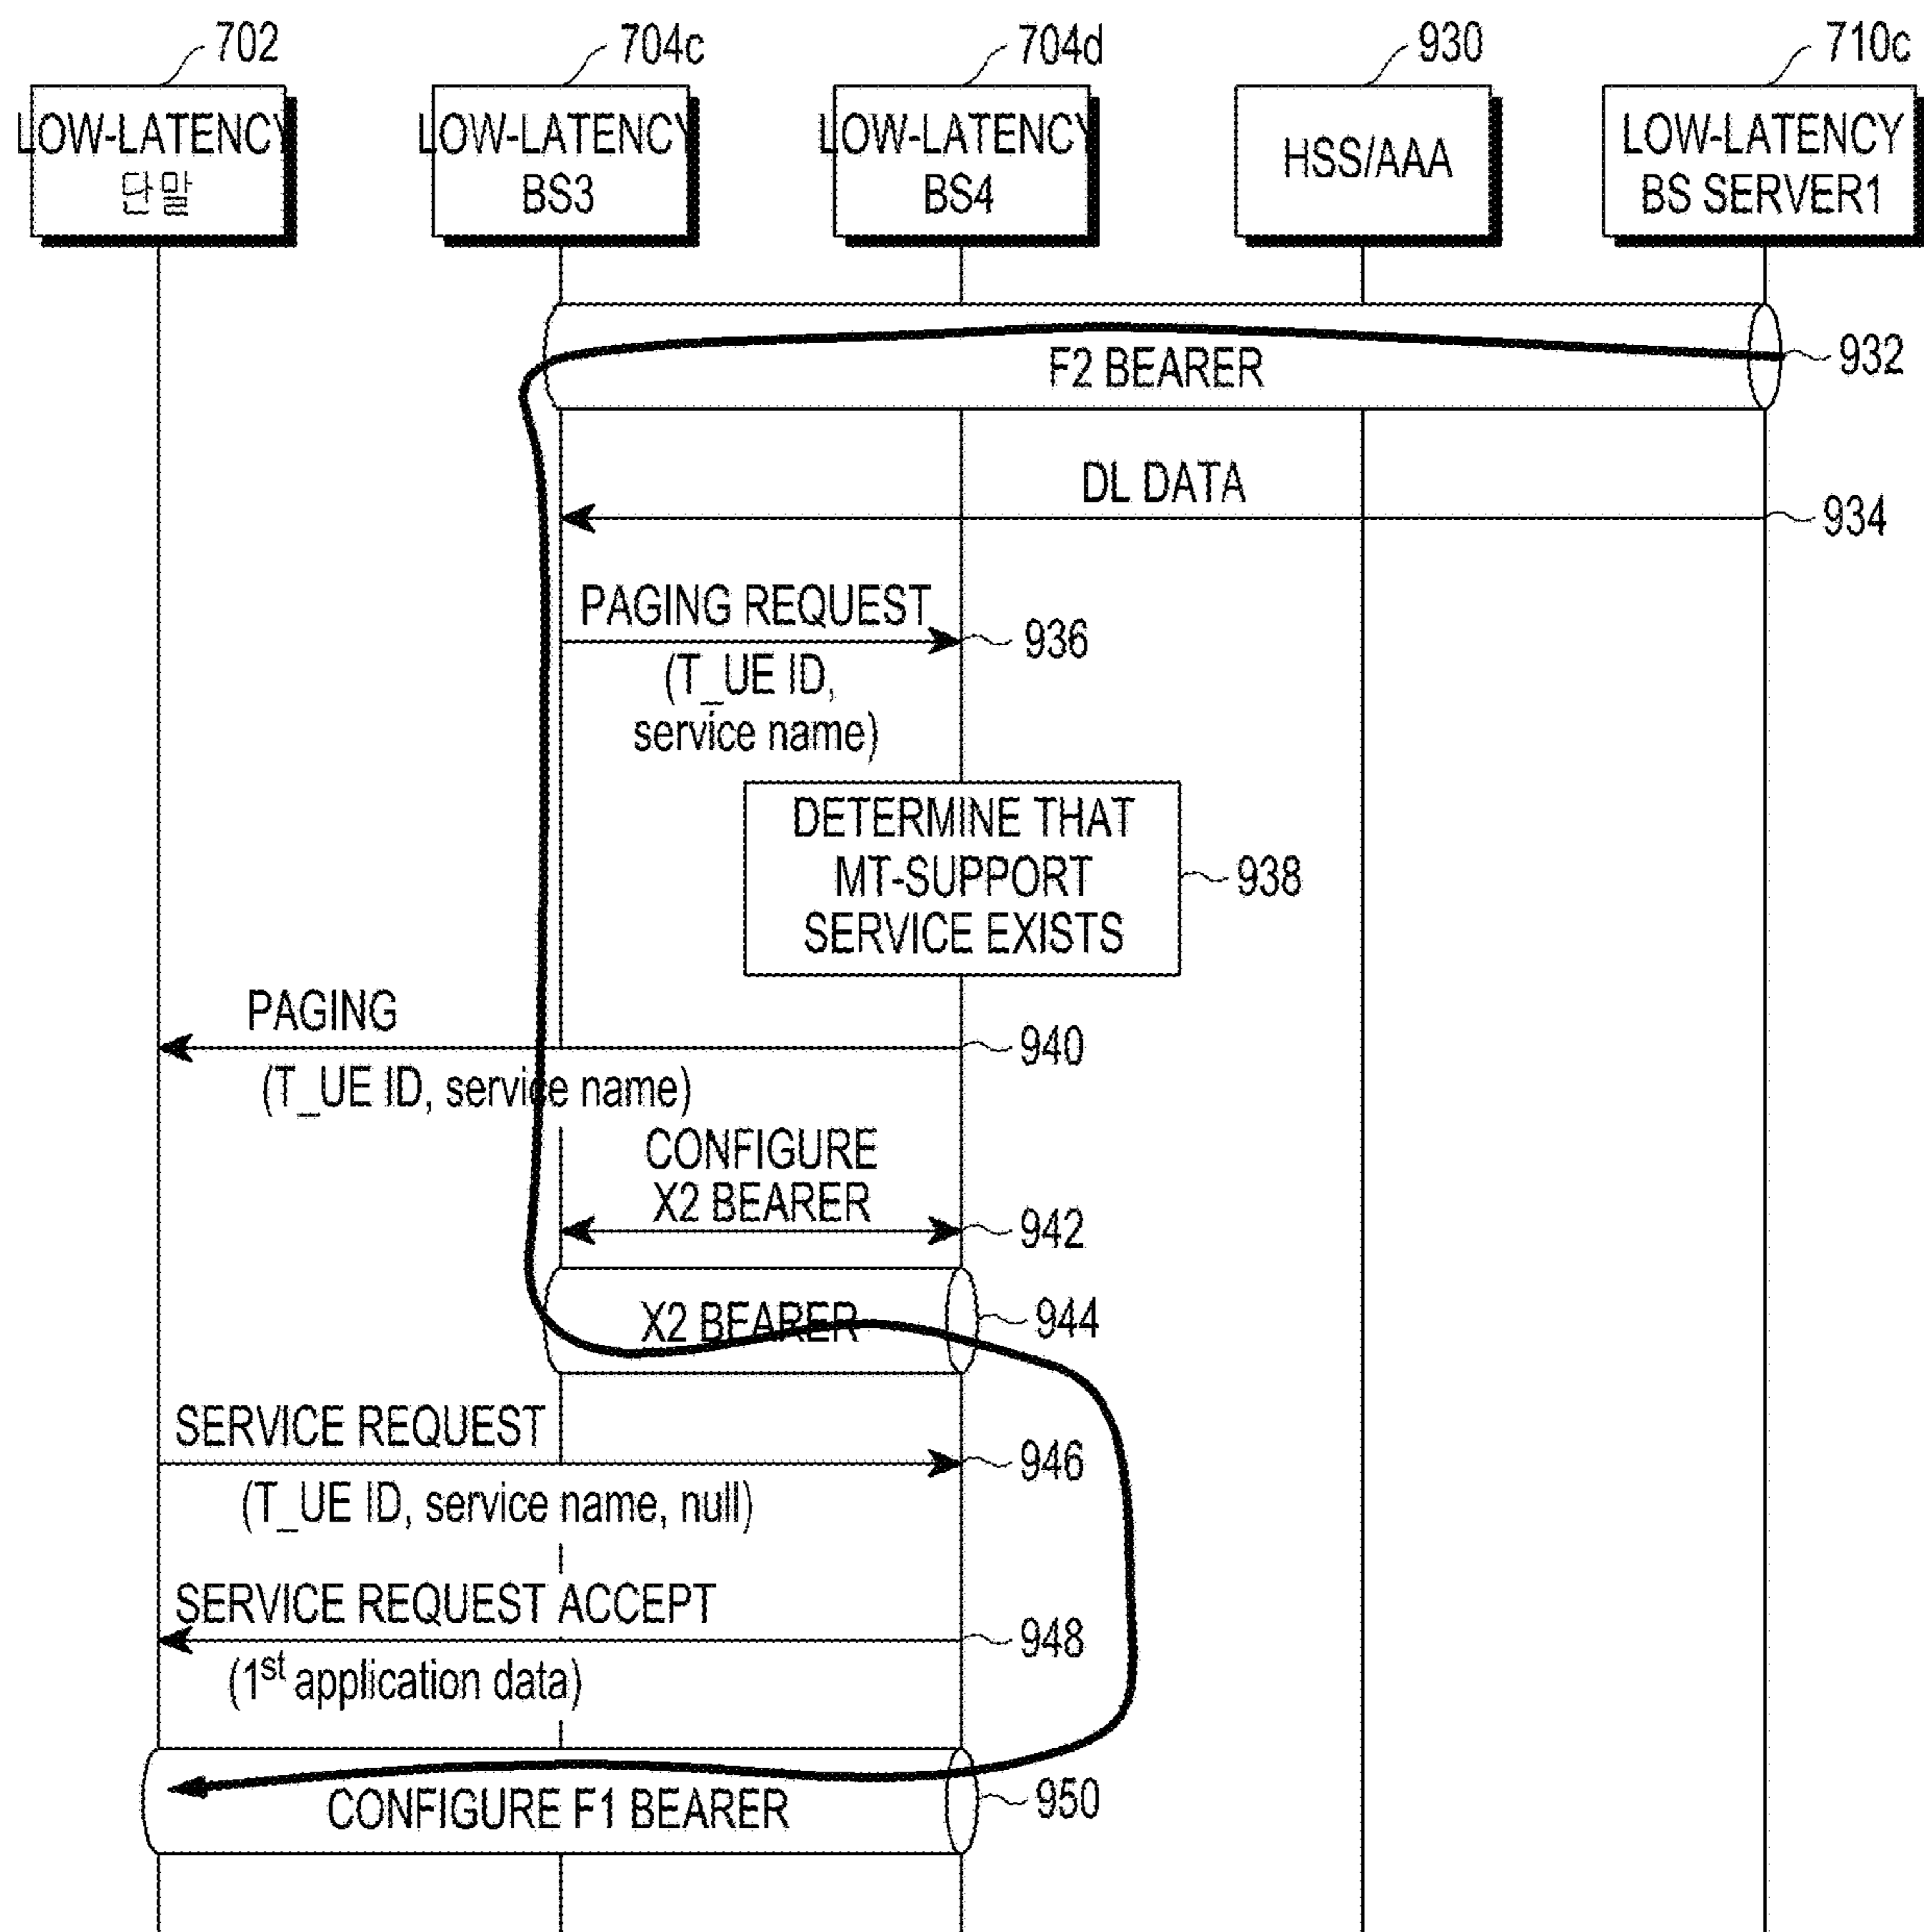 702
704c
704d
930
710c
LOW-LATENCY
단말
LOW-LATENCY
BS3
LOW-LATENCY
BS4
HSS/AAA
LOW-LATENCY
BS SERVER1
F2 BEARER
932
DL DATA
934
PAGING REQUEST
936
(T_UE ID,
service name)
DETERMINE THAT
MT-SUPPORT
SERVICE EXISTS
938
PAGING
940
(T_UE ID, service name)
CONFIGURE
X2 BEARER
942
X2 BEARER
944
SERVICE REQUEST
946
(T_UE ID, service name, null)
SERVICE REQUEST ACCEPT
948
(1st application data)
CONFIGURE F1 BEARER
950